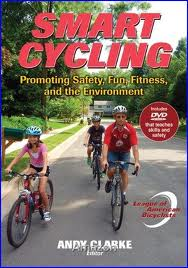 SMART
CYCLING
Promoting Safety, Fun, Fitness,
and the Environment
Includes
DVD
that teaches
skills and
safety
League of
American
Bicyclists
ANDY CLARKE
Editor